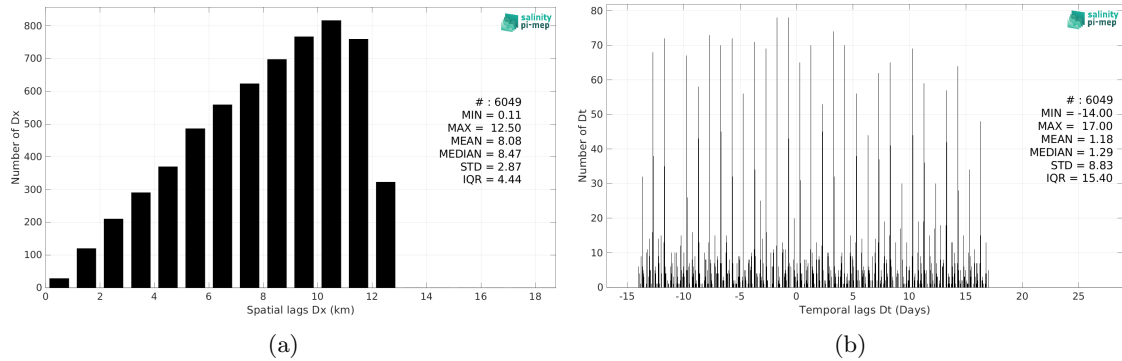 salinity
pi-mep
# : 6049
MIN = 0.11
MAX = 12.50
MEAN = 8.08
MEDIAN = 8.47
STD = 2.87
IQR = 4.44
Number of Dx
800
700
600
500
400
300
200
100
0
0 2 4 6 8 10 12 14 16 18
Spatial lags Dx (km)
(a)
salinity
pi-mep
# : 6049
MIN = -14.00
MAX = 17.00
MEAN = 1.18
MEDIAN = 1.29
STD = 8.83
IQR = 15.40
Number of Dt
80
70
60
50
40
30
20
10
0
-15 -10 -5 0 5 10 15 20 25
Temporal lags Dt (Days)
(b)